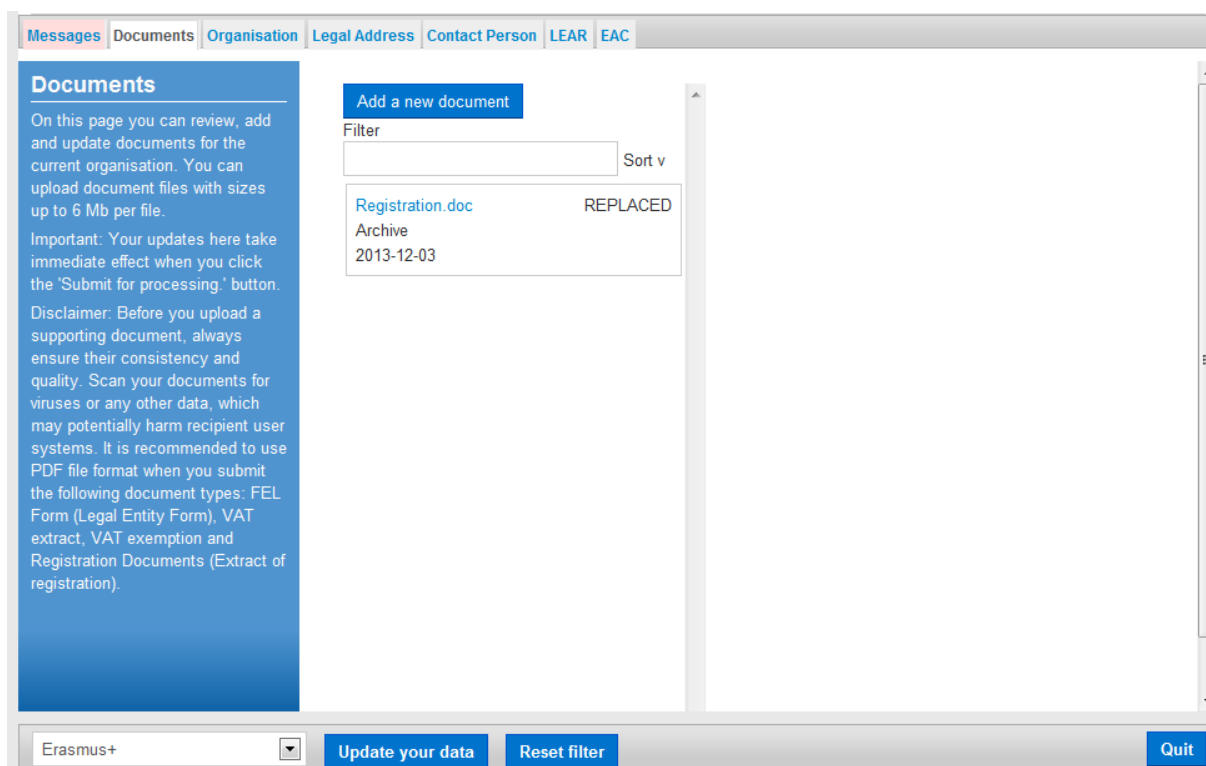 Messages Documents Organisation Legal Address Contact Person LEAR EAC
Documents
On this page you can review, add
and update documents for the
current organisation. You can
upload document files with sizes
up to 6 Mb per file.
Important: Your updates here take
immediate effect when you click
the 'Submit for processing.' button.
Disclaimer: Before you upload a
supporting document, always
ensure their consistency and
quality. Scan your documents for
viruses or any other data, which
may potentially harm recipient user
systems. It is recommended to use
PDF file format when you submit
the following document types: FEL
Form (Legal Entity Form), VAT
extract, VAT exemption and
Registration Documents (Extract of
registration).
Add a new document
Filter
Sort v
Registration.doc REPLACED
Archive
2013-12-03
Erasmus+ Update your data Reset filter Quit